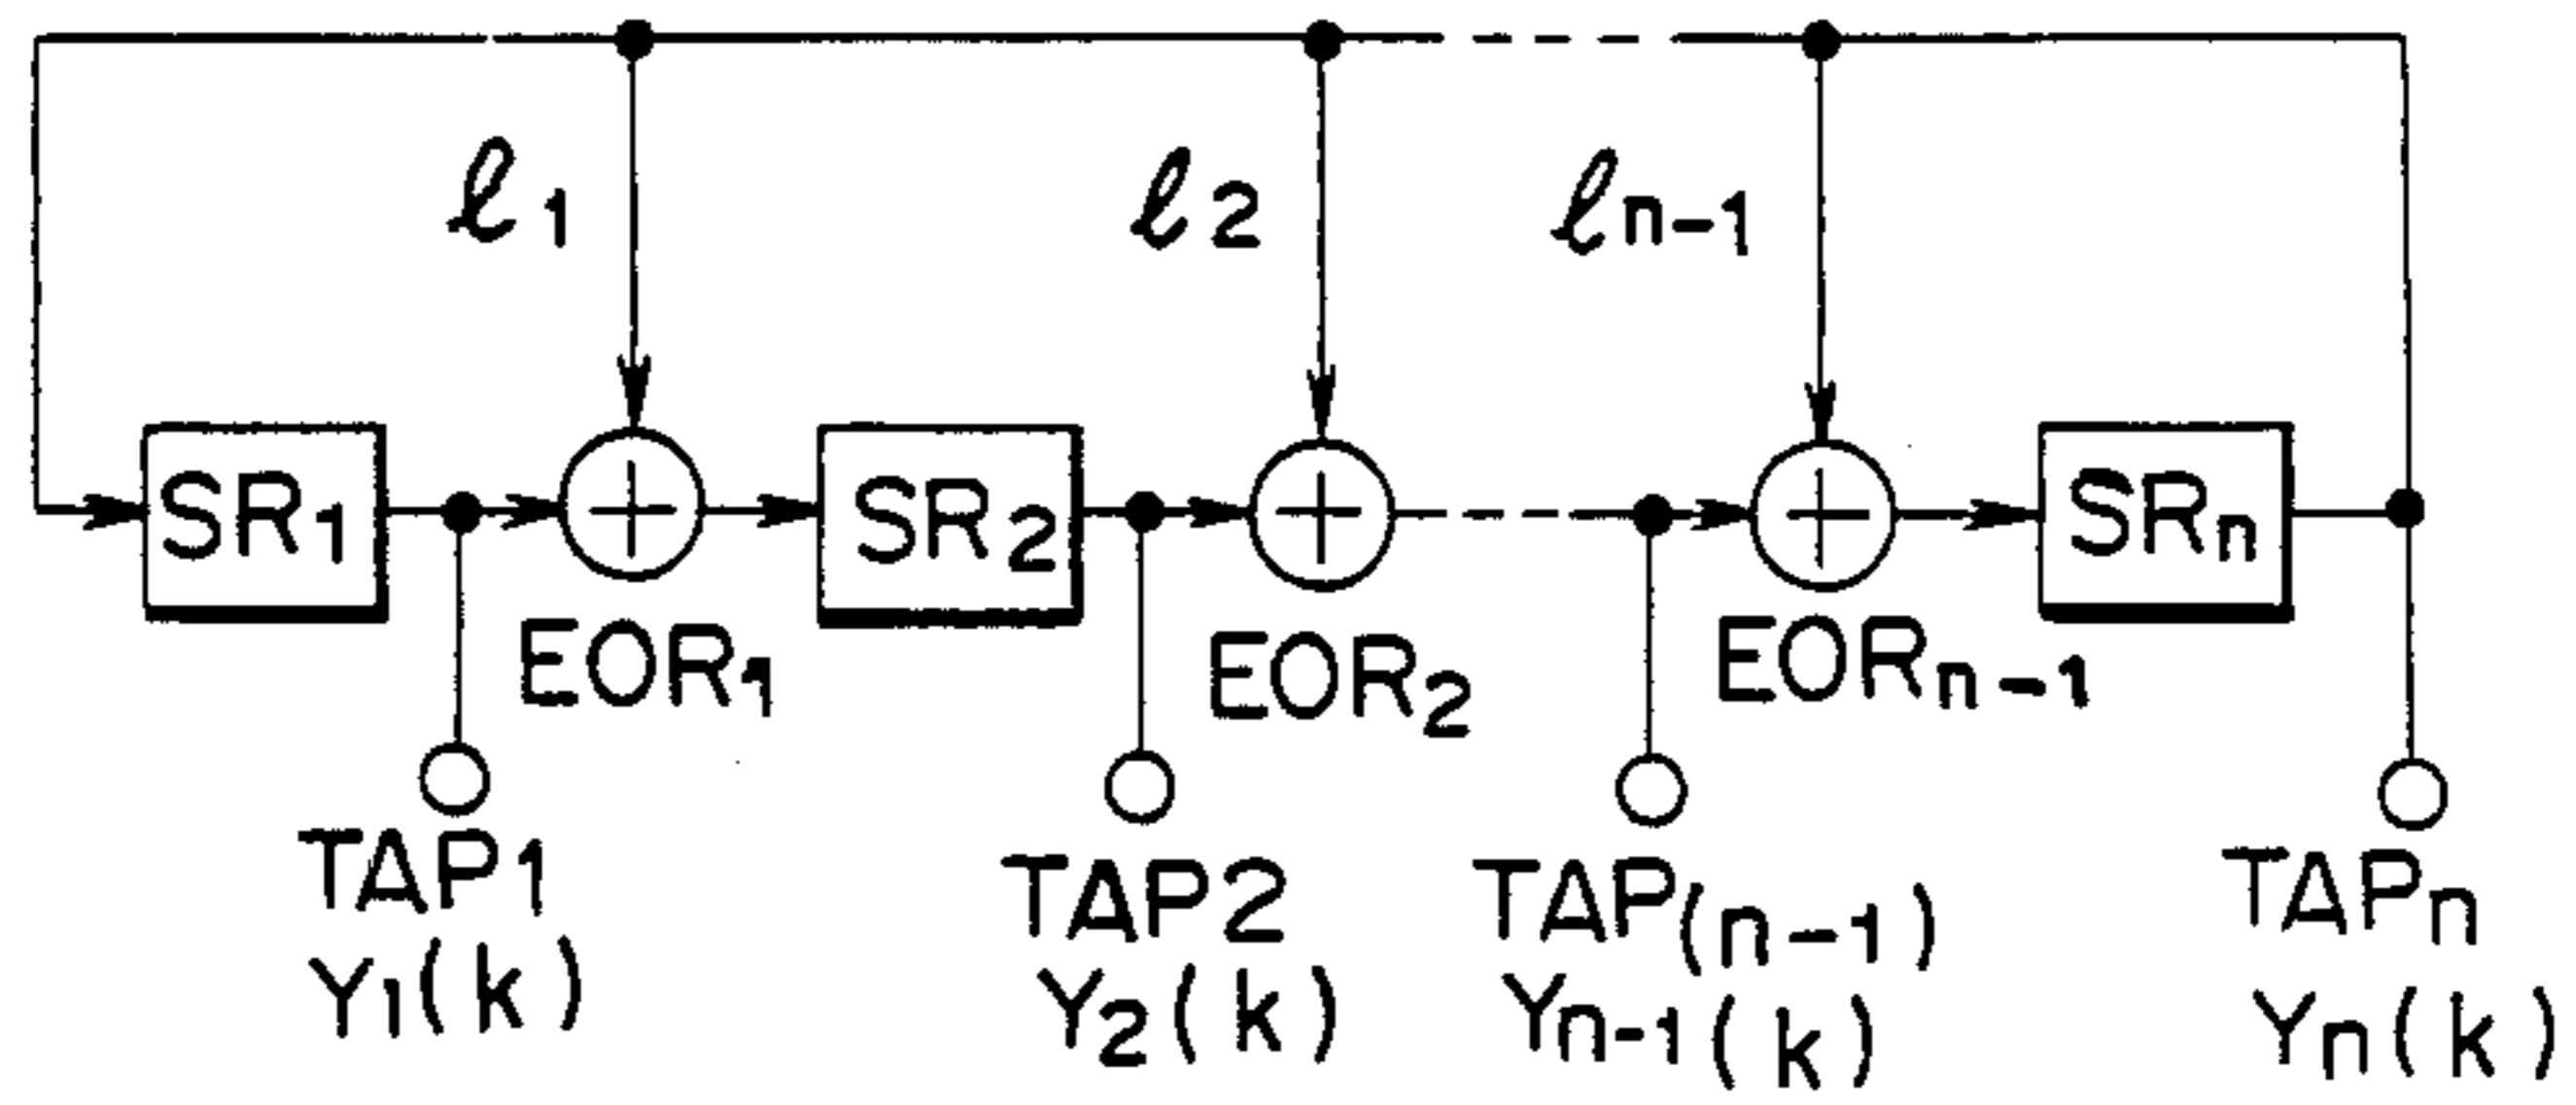 ℓ1 ℓ2 ℓn-1
SR1 SR2 SRn
EOR1 EOR2 EORn-1
TAP1 TAP2 TAP(n-1) TAPn
Y1(k) Y2(k) Yn-1(k) Yn(k)